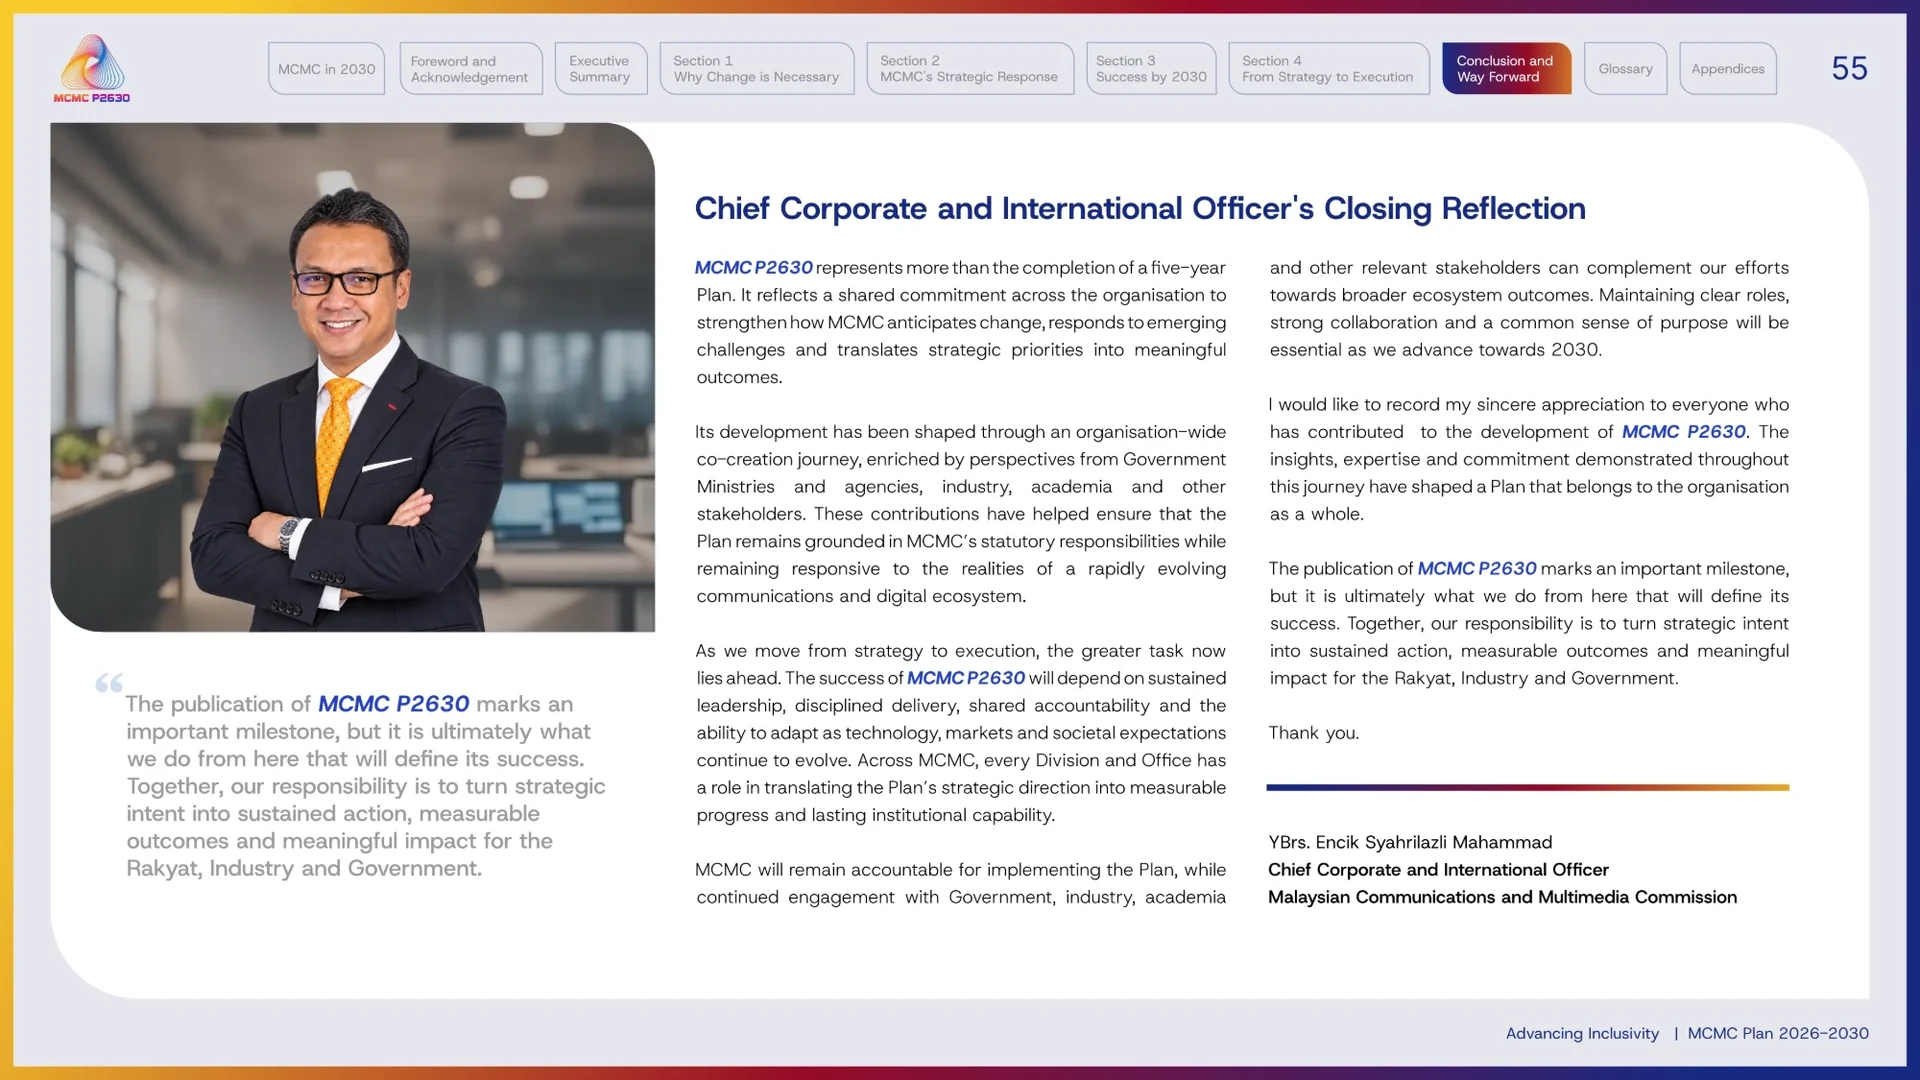 MCMC P2630
MCMC in 2030
Foreword and
Acknowledgement
Executive
Summary
Section 1
Why Change is Necessary
Section 2
MCMC's Strategic Response
Section 3
Success by 2030
Section 4
From Strategy to Execution
Conclusion and
Way Forward
Glossary
Appendices
55
“
The publication of MCMC P2630 marks an
important milestone, but it is ultimately what
we do from here that will define its success.
Together, our responsibility is to turn strategic
intent into sustained action, measurable
outcomes and meaningful impact for the
Rakyat, Industry and Government.
Chief Corporate and International Officer's Closing Reflection
MCMC P2630 represents more than the completion of a five-year
Plan. It reflects a shared commitment across the organisation to
strengthen how MCMC anticipates change, responds to emerging
challenges and translates strategic priorities into meaningful
outcomes.
Its development has been shaped through an organisation-wide
co-creation journey, enriched by perspectives from Government
Ministries and agencies, industry, academia and other
stakeholders. These contributions have helped ensure that the
Plan remains grounded in MCMC's statutory responsibilities while
remaining responsive to the realities of a rapidly evolving
communications and digital ecosystem.
As we move from strategy to execution, the greater task now
lies ahead. The success of MCMC P2630 will depend on sustained
leadership, disciplined delivery, shared accountability and the
ability to adapt as technology, markets and societal expectations
continue to evolve. Across MCMC, every Division and Office has
a role in translating the Plan's strategic direction into measurable
progress and lasting institutional capability.
MCMC will remain accountable for implementing the Plan, while
continued engagement with Government, industry, academia
and other relevant stakeholders can complement our efforts
towards broader ecosystem outcomes. Maintaining clear roles,
strong collaboration and a common sense of purpose will be
essential as we advance towards 2030.
I would like to record my sincere appreciation to everyone who
has contributed to the development of MCMC P2630. The
insights, expertise and commitment demonstrated throughout
this journey have shaped a Plan that belongs to the organisation
as a whole.
The publication of MCMC P2630 marks an important milestone,
but it is ultimately what we do from here that will define its
success. Together, our responsibility is to turn strategic intent
into sustained action, measurable outcomes and meaningful
impact for the Rakyat, Industry and Government.
Thank you.
YBrs. Encik Syahrilazli Mahammad
Chief Corporate and International Officer
Malaysian Communications and Multimedia Commission
Advancing Inclusivity | MCMC Plan 2026-2030